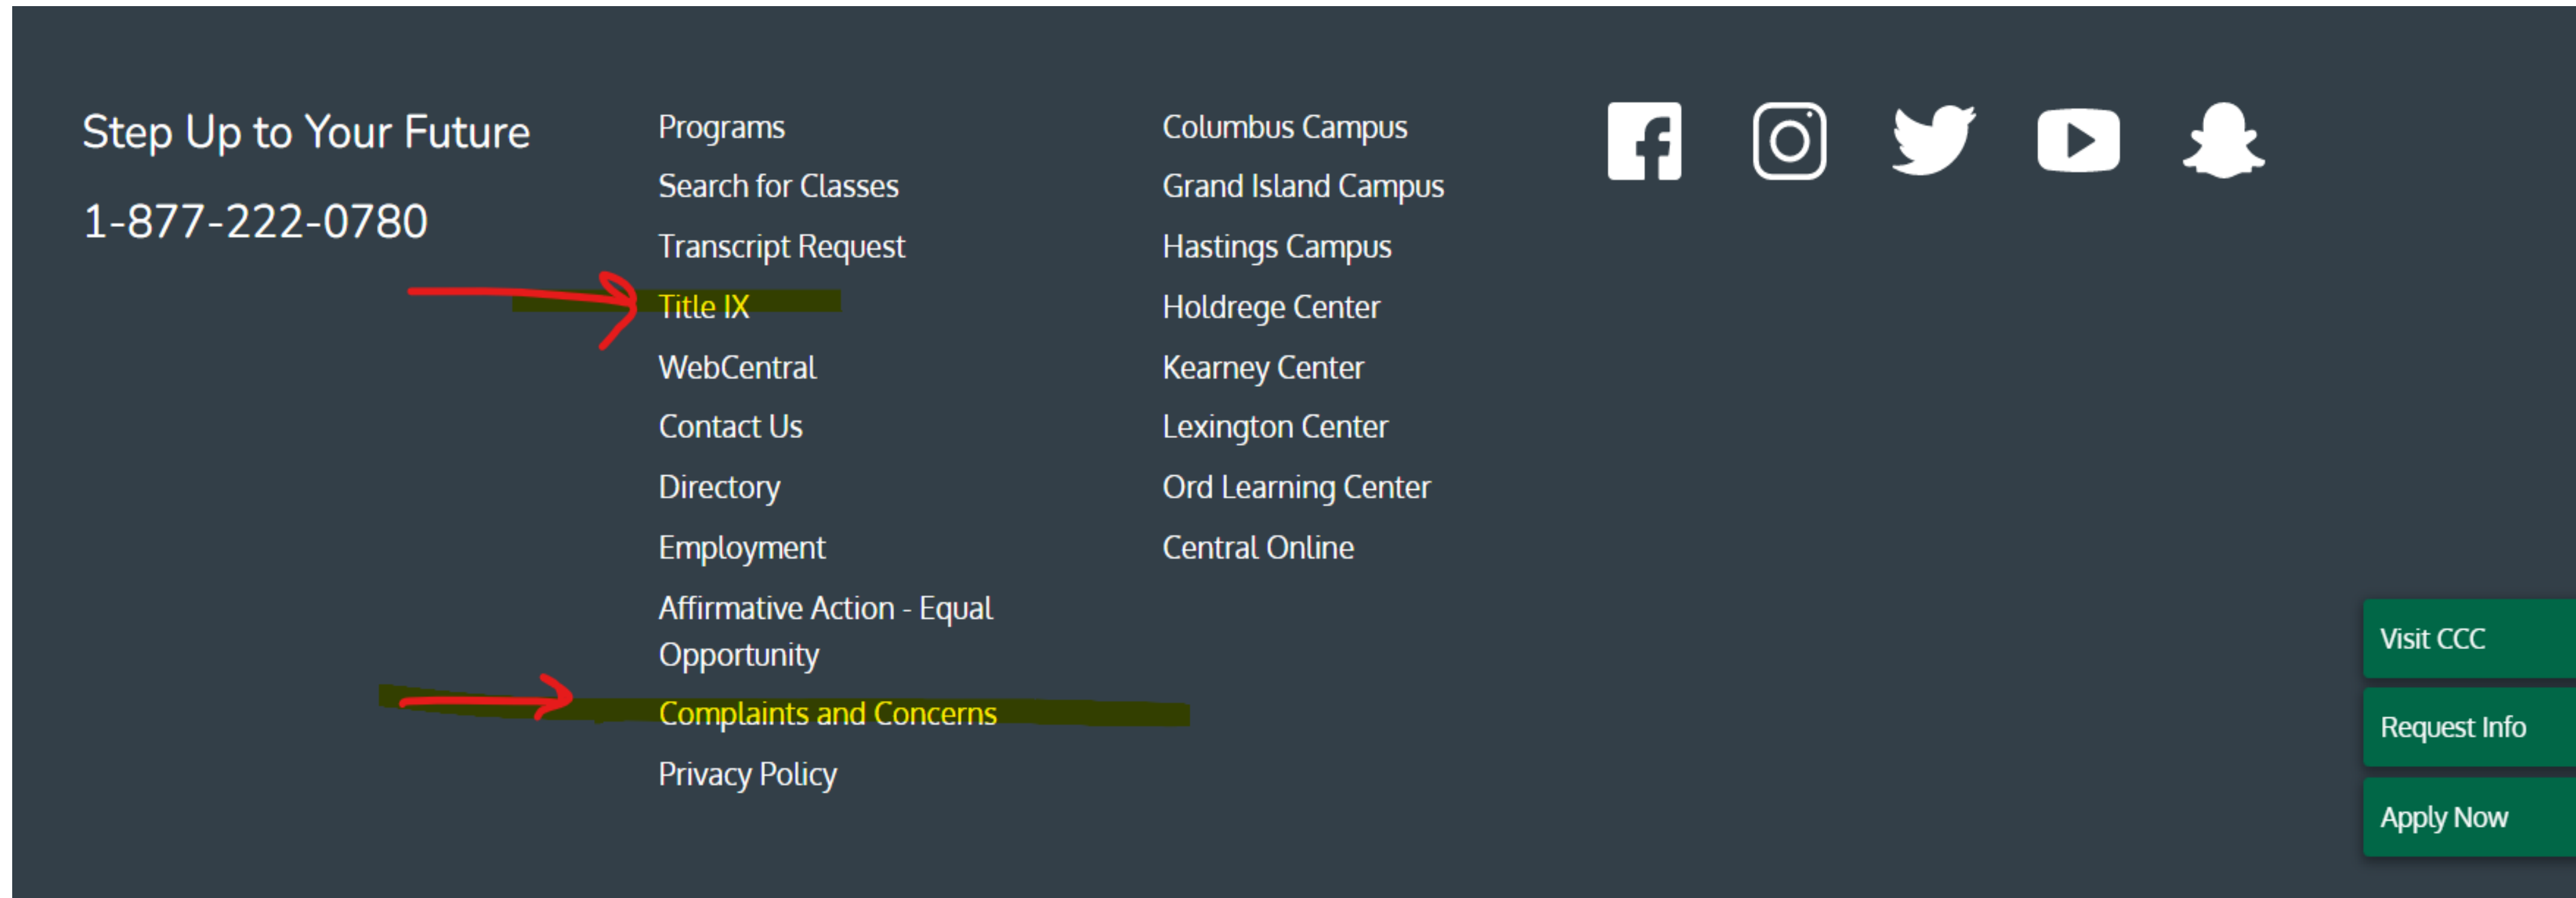 Step Up to Your Future
1-877-222-0780
Programs
Search for Classes
Transcript Request
Title IX
WebCentral
Contact Us
Directory
Employment
Affirmative Action - Equal
Opportunity
Complaints and Concerns
Privacy Policy
Columbus Campus
Grand Island Campus
Hastings Campus
Holdrege Center
Kearney Center
Lexington Center
Ord Learning Center
Central Online
Visit CCC
Request Info
Apply Now